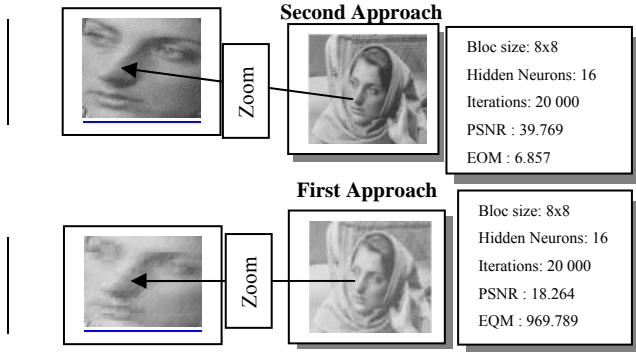 Second Approach
Zoom
Bloc size: 8x8
Hidden Neurons: 16
Iterations: 20 000
PSNR : 39.769
EOM : 6.857
First Approach
Zoom
Bloc size: 8x8
Hidden Neurons: 16
Iterations: 20 000
PSNR : 18.264
EQM : 969.789